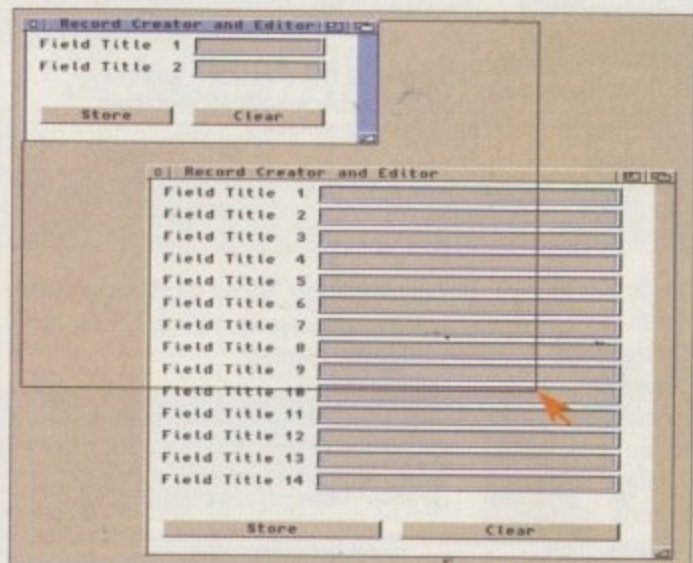 Record Creator and Editor
Field Title 1
Field Title 2
Store Clear
Record Creator and Editor
Field Title 1
Field Title 2
Field Title 3
Field Title 4
Field Title 5
Field Title 6
Field Title 7
Field Title 8
Field Title 9
Field Title 10
Field Title 11
Field Title 12
Field Title 13
Field Title 14
Store Clear